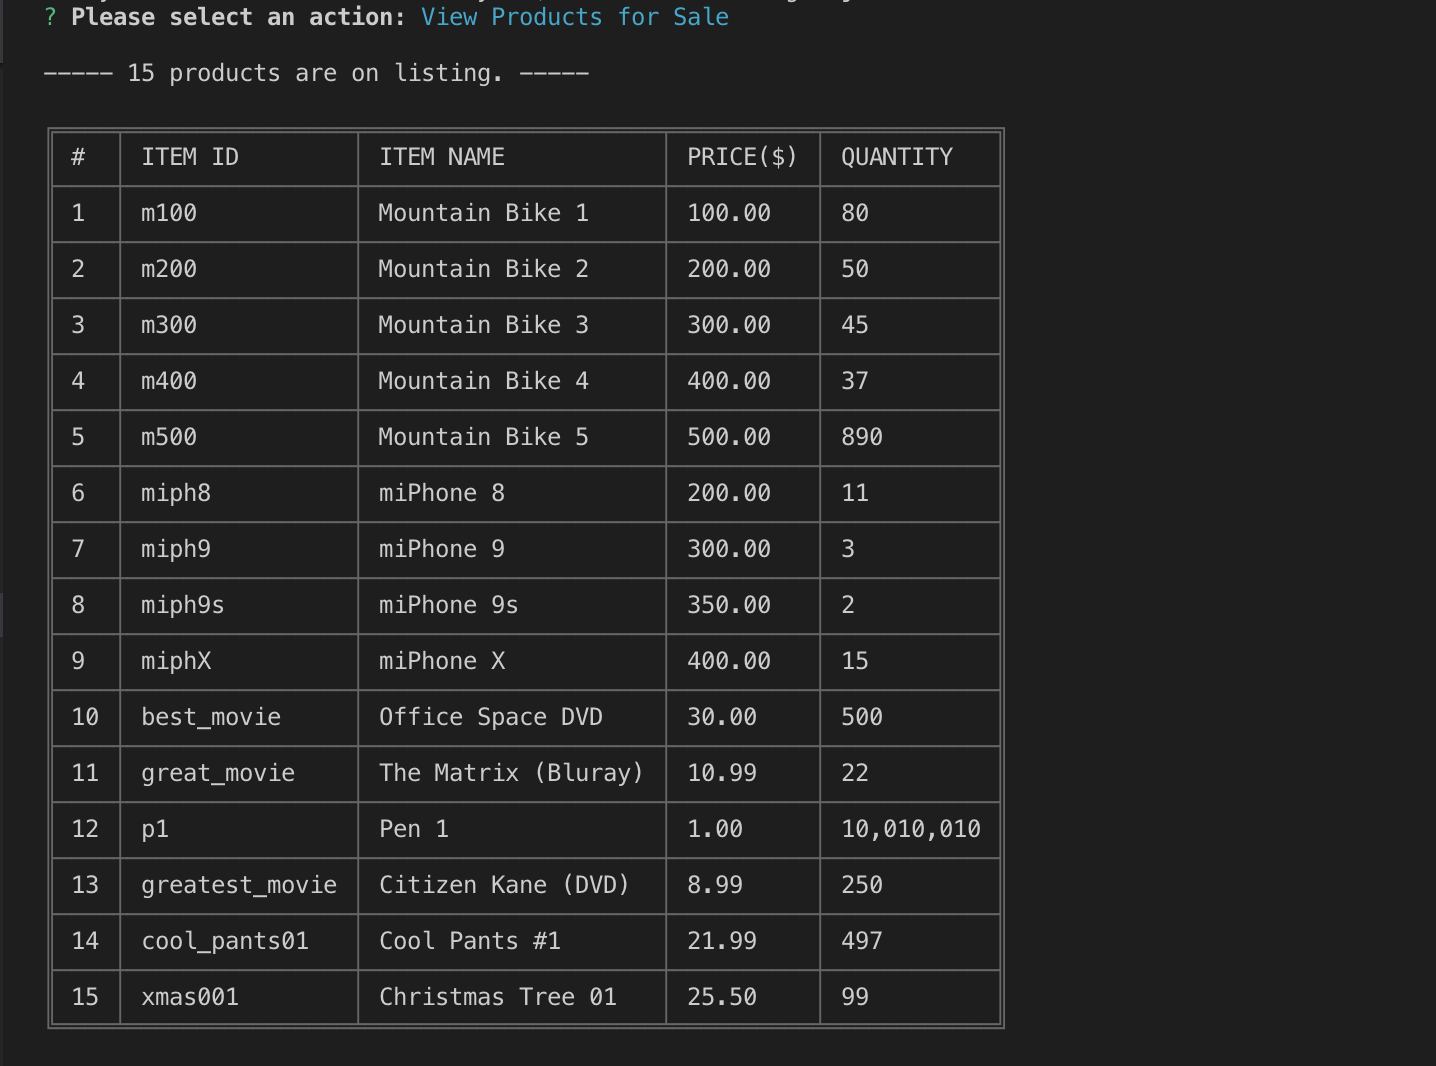 ? Please select an action: View Products for Sale
----- 15 products are on listing. -----
# ITEM ID ITEM NAME PRICE($) QUANTITY
1 m100 Mountain Bike 1 100.00 80
2 m200 Mountain Bike 2 200.00 50
3 m300 Mountain Bike 3 300.00 45
4 m400 Mountain Bike 4 400.00 37
5 m500 Mountain Bike 5 500.00 890
6 miph8 miPhone 8 200.00 11
7 miph9 miPhone 9 300.00 3
8 miph9s miPhone 9s 350.00 2
9 miphX miPhone X 400.00 15
10 best_movie Office Space DVD 30.00 500
11 great_movie The Matrix (Bluray) 10.99 22
12 p1 Pen 1 1.00 10,010,010
13 greatest_movie Citizen Kane (DVD) 8.99 250
14 cool_pants01 Cool Pants #1 21.99 497
15 xmas001 Christmas Tree 01 25.50 99